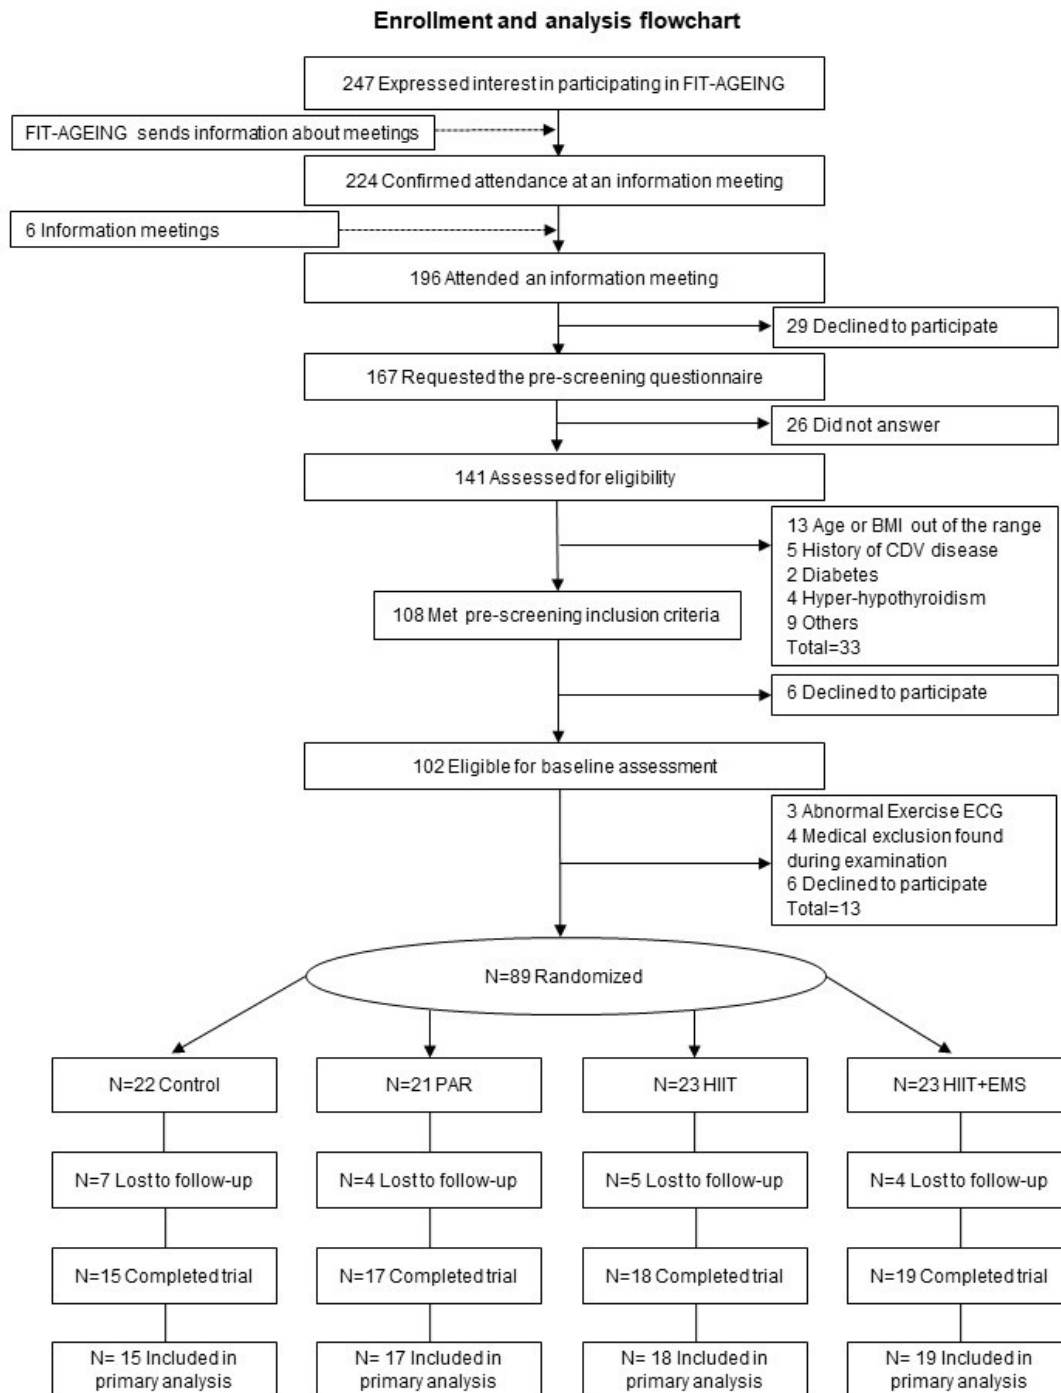 Enrollment and analysis flowchart
247 Expressed interest in participating in FIT-AGEING
FIT-AGEING sends information about meetings
224 Confirmed attendance at an information meeting
6 Information meetings
196 Attended an information meeting
29 Declined to participate
167 Requested the pre-screening questionnaire
26 Did not answer
141 Assessed for eligibility
13 Age or BMI out of the range
5 History of CDV disease
2 Diabetes
4 Hyper-hypothyroidism
9 Others
Total=33
108 Met pre-screening inclusion criteria
6 Declined to participate
102 Eligible for baseline assessment
3 Abnormal Exercise ECG
4 Medical exclusion found
during examination
6 Declined to participate
Total=13
N=89 Randomized
N=22 Control
N=21 PAR
N=23 HIIT
N=23 HIIT+EMS
N=7 Lost to follow-up
N=4 Lost to follow-up
N=5 Lost to follow-up
N=4 Lost to follow-up
N=15 Completed trial
N=17 Completed trial
N=18 Completed trial
N=19 Completed trial
N= 15 Included in
primary analysis
N= 17 Included in
primary analysis
N= 18 Included in
primary analysis
N= 19 Included in
primary analysis